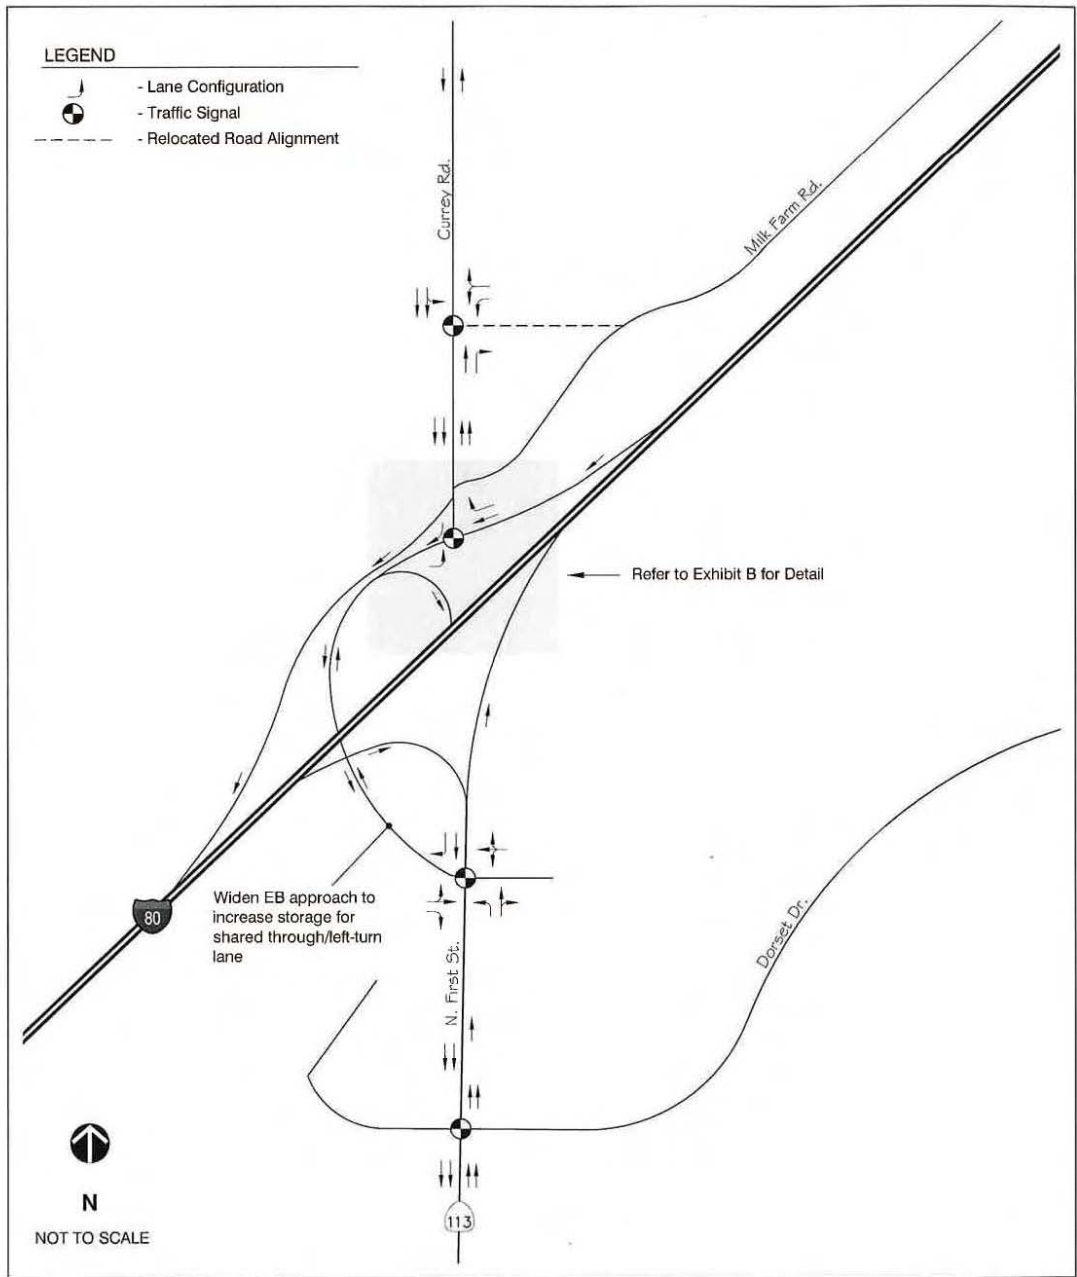 LEGEND
- Lane Configuration
- Traffic Signal
- Relocated Road Alignment
Currey Rd.
Milk Farm Rd.
Refer to Exhibit B for Detail
80
Widen EB approach to
increase storage for
shared through/left-turn
lane
N. First St.
Dorset Dr.
N
NOT TO SCALE
113